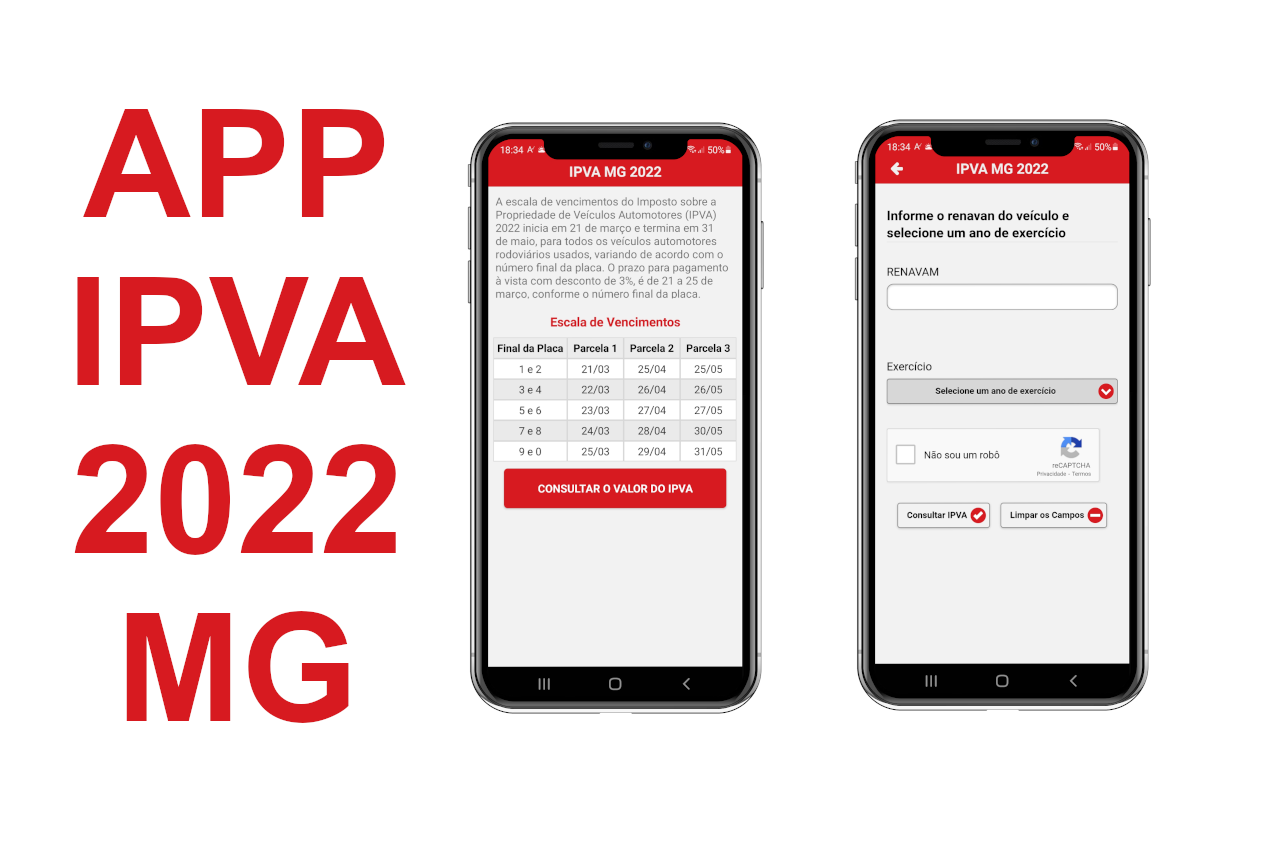 APP
IPVA
2022
MG
18:34
50%
IPVA MG 2022
A escala de vencimentos do Imposto sobre a
Propriedade de Veículos Automotores (IPVA)
2022 inicia em 21 de março e termina em 31
de maio, para todos os veículos automotores
rodoviários usados, variando de acordo com o
número final da placa. O prazo para pagamento
à vista com desconto de 3%, é de 21 a 25 de
março, conforme o número final da placa.
Escala de Vencimentos
Final da Placa Parcela 1 Parcela 2 Parcela 3
1 e 2 21/03 25/04 25/05
3 e 4 22/03 26/04 26/05
5 e 6 23/03 27/04 27/05
7 e 8 24/03 28/04 30/05
9 e 0 25/03 29/04 31/05
CONSULTAR O VALOR DO IPVA
18:34
50%
IPVA MG 2022
Informe o renavan do veículo e
selecione um ano de exercício
RENAVAM
Exercício
Selecione um ano de exercício
Não sou um robô
reCAPTCHA
Privacidade - Termos
Consultar IPVA
Limpar os Campos